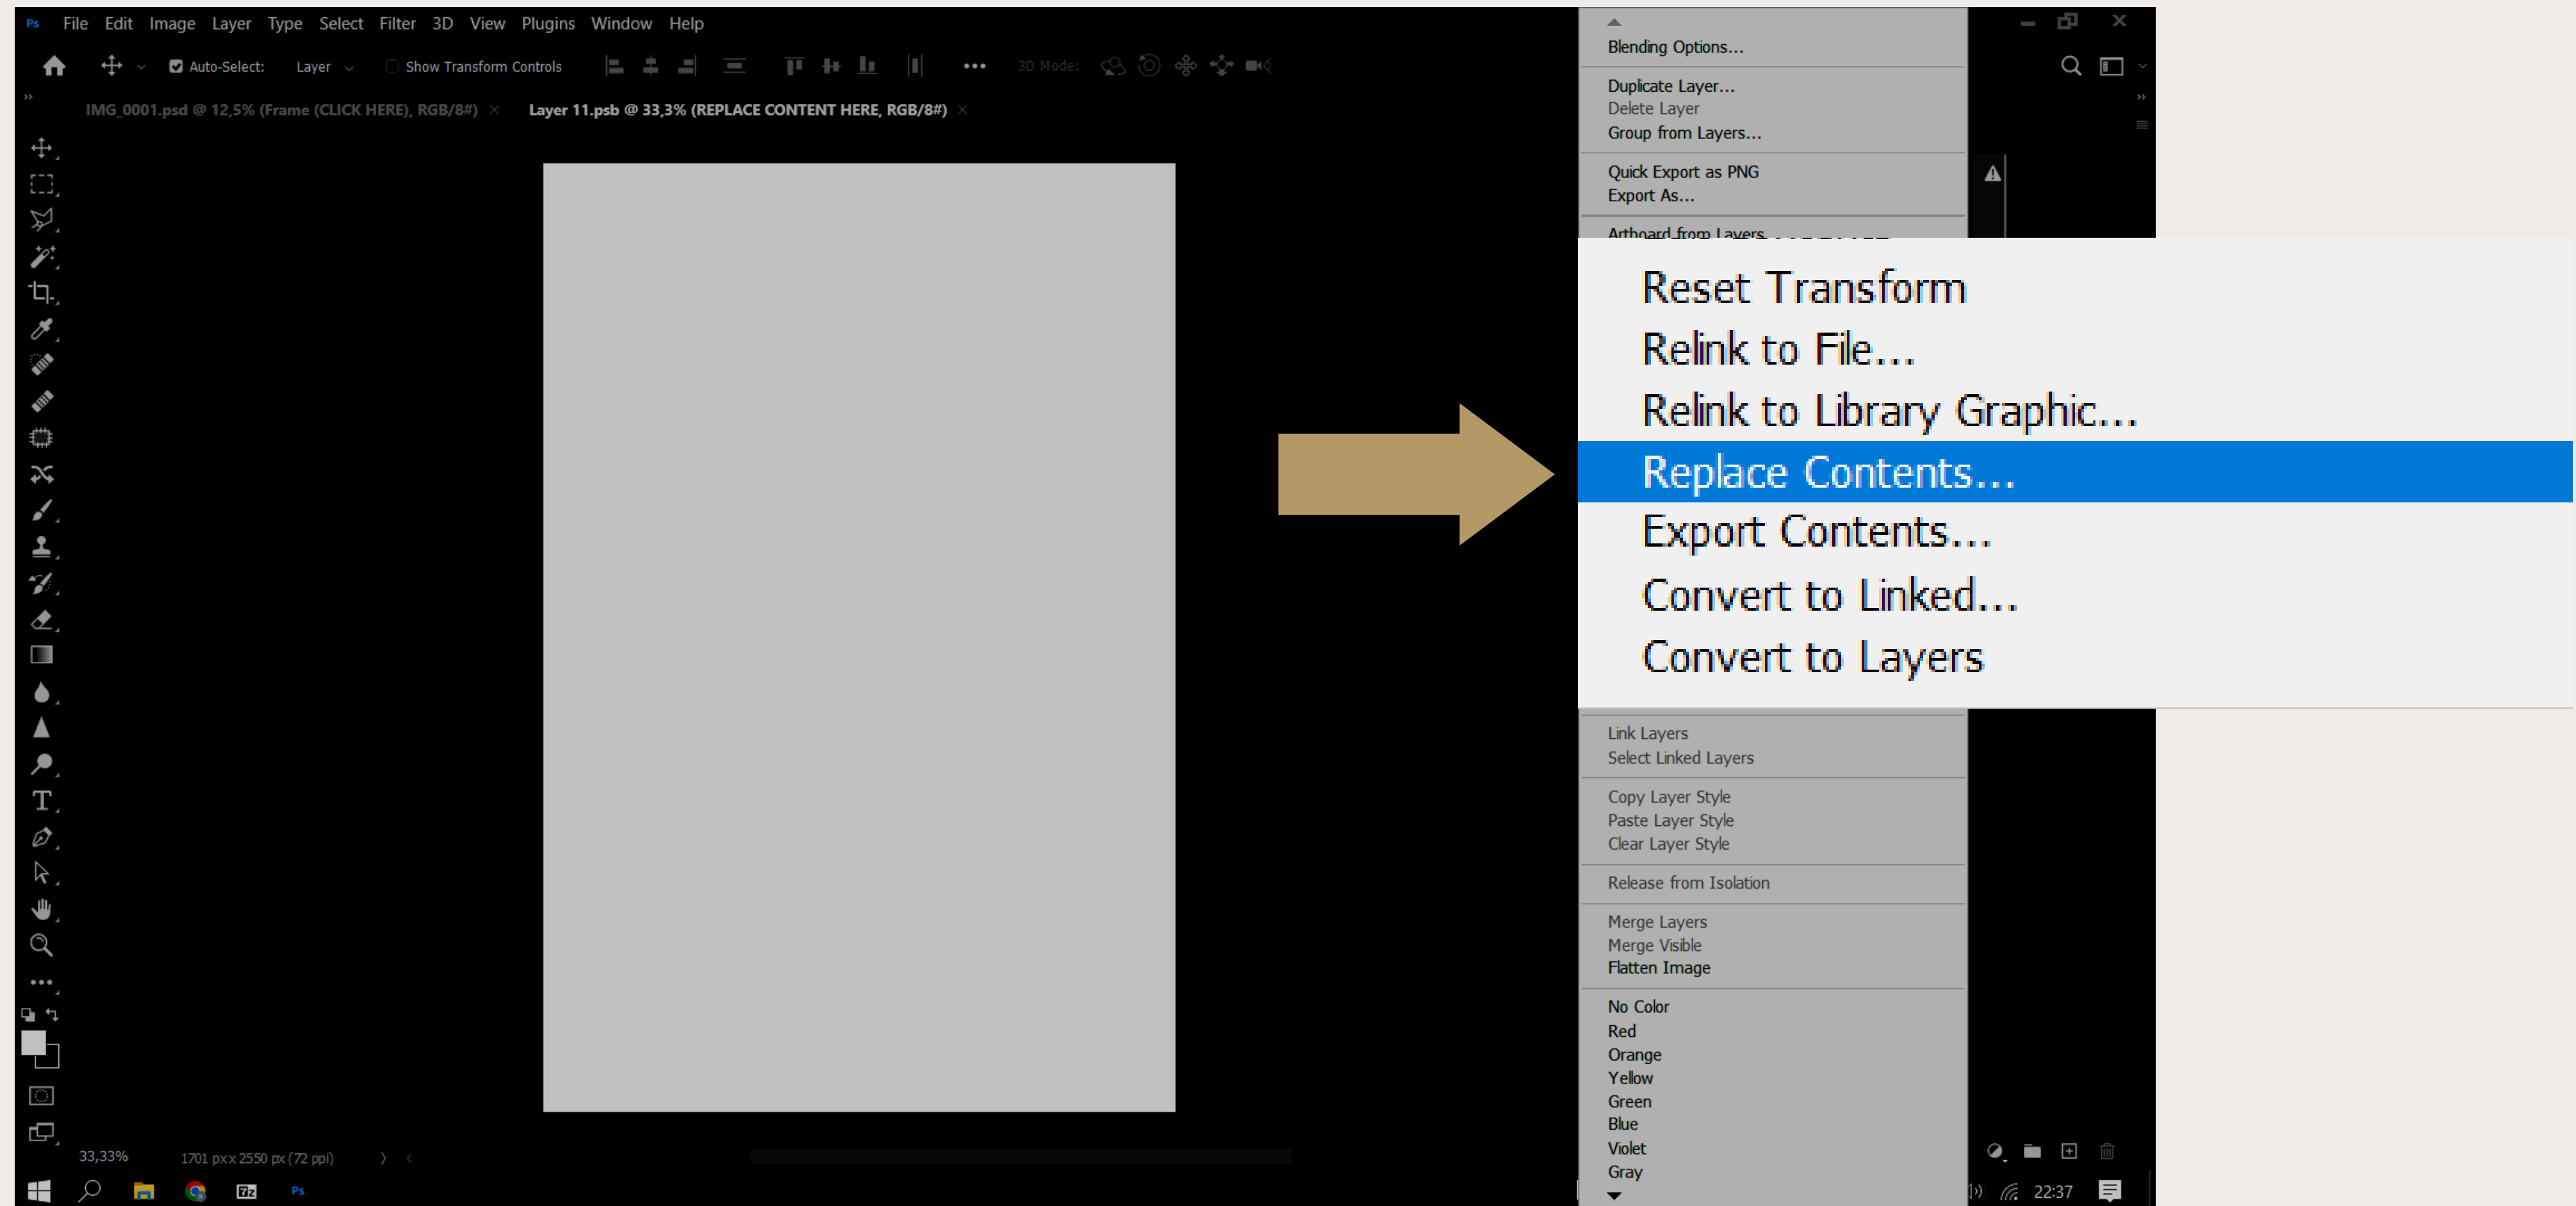 Ps File Edit Image Layer Type Select Filter 3D View Plugins Window Help
Auto-Select: Layer Show Transform Controls 3D Mode:
IMG_0001.psd @ 12,5% (Frame (CLICK HERE), RGB/8#) × Layer 11.psb @ 33,3% (REPLACE CONTENT HERE, RGB/8#) ×
Blending Options...
Duplicate Layer...
Delete Layer
Group from Layers...
Quick Export as PNG
Export As...
Artboard from Layers
Reset Transform
Relink to File...
Relink to Library Graphic...
Replace Contents...
Export Contents...
Convert to Linked...
Convert to Layers
Link Layers
Select Linked Layers
Copy Layer Style
Paste Layer Style
Clear Layer Style
Release from Isolation
Merge Layers
Merge Visible
Flatten Image
No Color
Red
Orange
Yellow
Green
Blue
Violet
Gray
33,33% 1701 px x 2550 px (72 ppi)
7z Ps
22:37